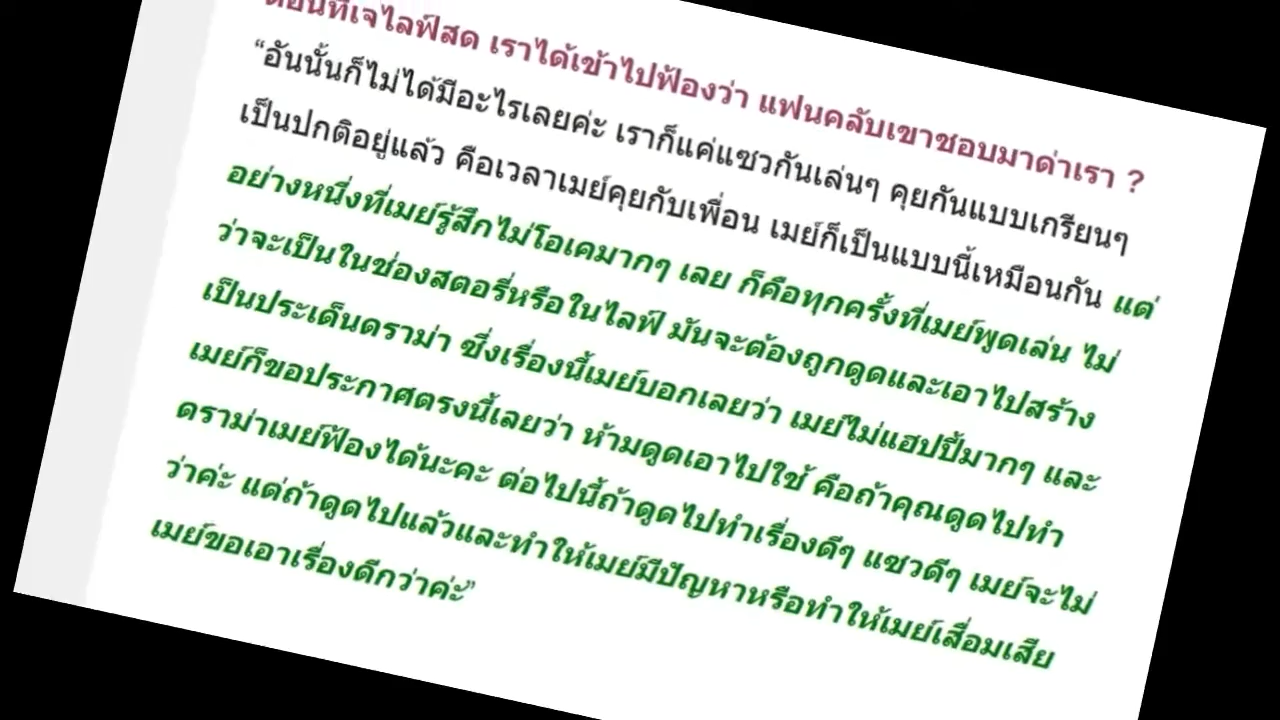 ตอนที่เจไลฟ์สด เราได้เข้าไปฟ้องว่า แฟนคลับเขาชอบมาด่าเรา ?
“อันนั้นก็ไม่ได้มีอะไรเลยค่ะ เราก็แค่แซวกันเล่นๆ คุยกันแบบเกรียนๆ
เป็นปกติอยู่แล้ว คือเวลาเมย์คุยกับเพื่อน เมย์ก็เป็นแบบนี้เหมือนกัน แต่
อย่างหนึ่งที่เมย์รู้สึกไม่โอเคมากๆ เลย ก็คือทุกครั้งที่เมย์พูดเล่น ไม่
ว่าจะเป็นในช่องสตอรี่หรือในไลฟ์ มันจะต้องถูกดูดและเอาไปสร้าง
เป็นประเด็นดราม่า ซึ่งเรื่องนี้เมย์บอกเลยว่า เมย์ไม่แฮปปี้มากๆ และ
เมย์ก็ขอประกาศตรงนี้เลยว่า ห้ามดูดเอาไปใช้ คือถ้าคุณดูดไปทำ
ดราม่าเมย์ฟ้องได้นะคะ ต่อไปนี้ถ้าดูดไปทำเรื่องดีๆ แซวดีๆ เมย์จะไม่
ว่าค่ะ แต่ถ้าดูดไปแล้วและทำให้เมย์มีปัญหาหรือทำให้เมย์เสื่อมเสีย
เมย์ขอเอาเรื่องดีกว่าค่ะ”